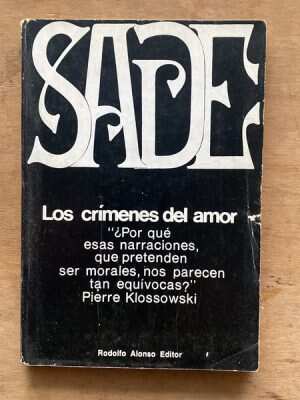 SADE
Los crímenes del amor
"¿Por qué
esas narraciones,
que pretenden
ser morales, nos parecen
tan equívocas?"
Pierre Klossowski
Rodolfo Alonso Editor